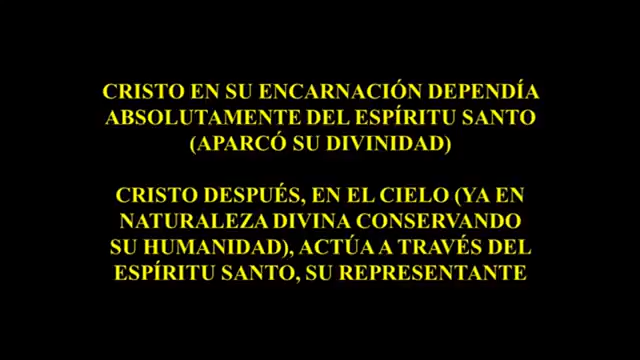 CRISTO EN SU ENCARNACIÓN DEPENDÍA
ABSOLUTAMENTE DEL ESPÍRITU SANTO
(APARCÓ SU DIVINIDAD)
CRISTO DESPUÉS, EN EL CIELO (YA EN
NATURALEZA DIVINA CONSERVANDO
SU HUMANIDAD), ACTÚA A TRAVÉS DEL
ESPÍRITU SANTO, SU REPRESENTANTE